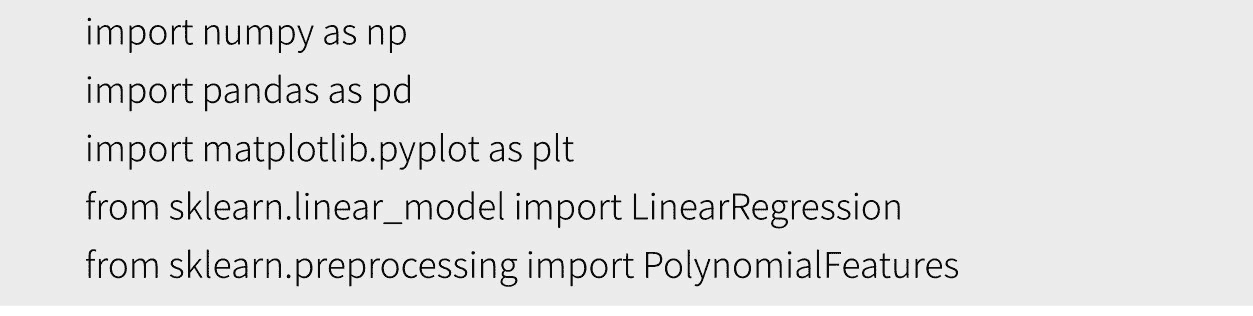 import numpy as np
import pandas as pd
import matplotlib.pyplot as plt
from sklearn.linear_model import LinearRegression
from sklearn.preprocessing import PolynomialFeatures